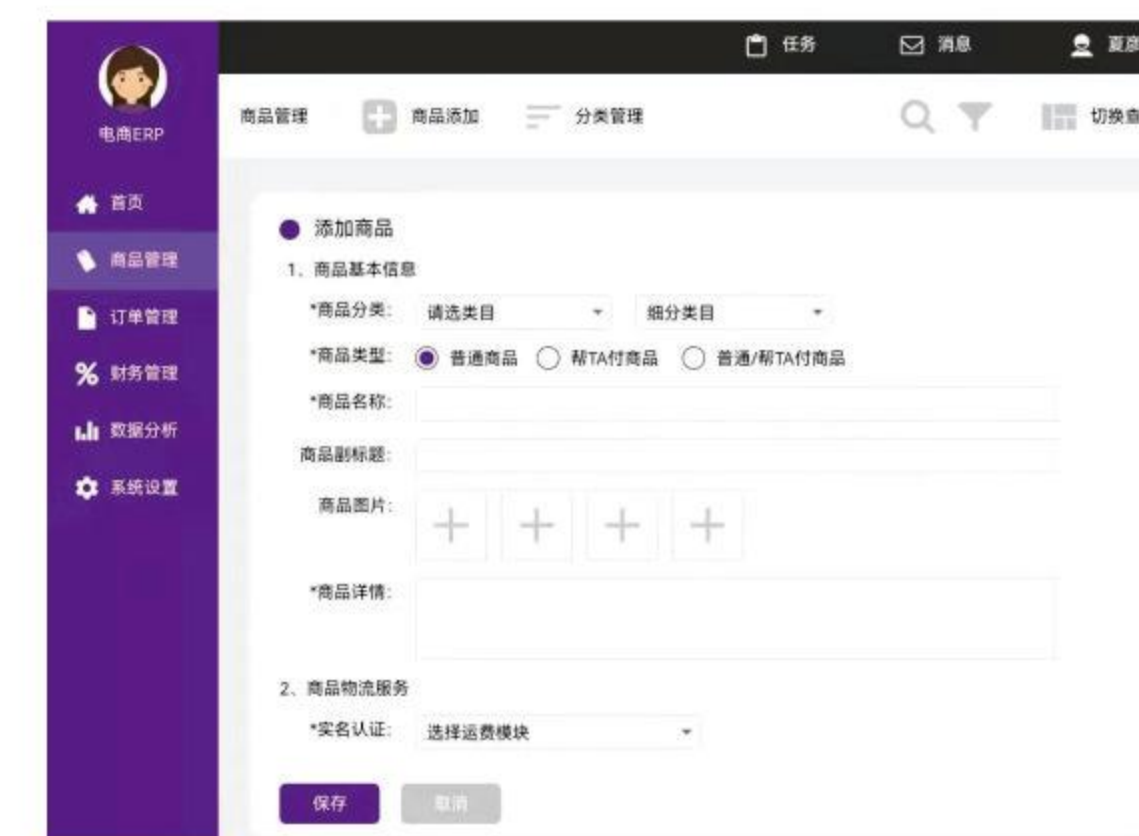 任务 消息 夏彦
商品管理 商品添加 分类管理 切换查
电商ERP
首页
商品管理
订单管理
财务管理
数据分析
系统设置
添加商品
1、商品基本信息
*商品分类: 请选类目 细分类目
*商品类型: 普通商品 帮TA付商品 普通/帮TA付商品
*商品名称:
商品副标题:
商品图片:
*商品详情:
2、商品物流服务
*实名认证: 选择运费模块
保存 取消